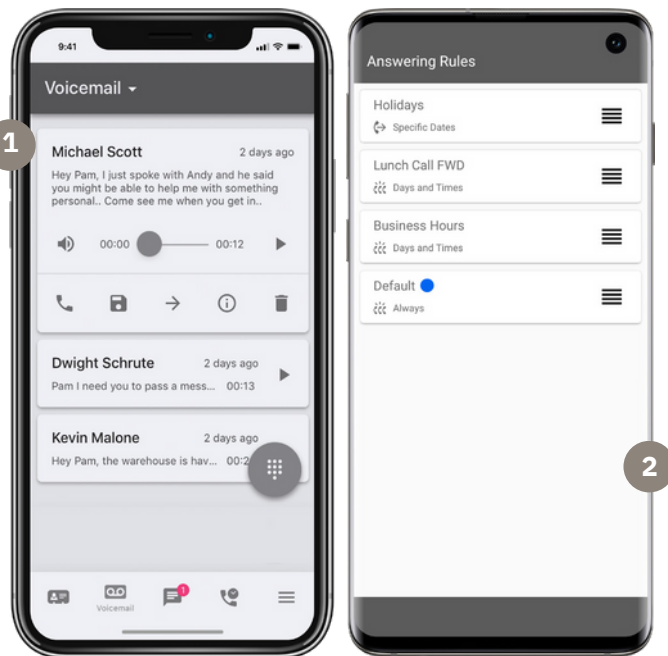 9:41
Voicemail
1
Michael Scott 2 days ago
Hey Pam, I just spoke with Andy and he said
you might be able to help me with something
personal.. Come see me when you get in..
00:00 00:12
Dwight Schrute 2 days ago
Pam I need you to pass a mess... 00:13
Kevin Malone 2 days ago
Hey Pam, the warehouse is hav... 00:2
1
Voicemail
Answering Rules
Holidays
Specific Dates
Lunch Call FWD
Days and Times
Business Hours
Days and Times
Default
Always
2